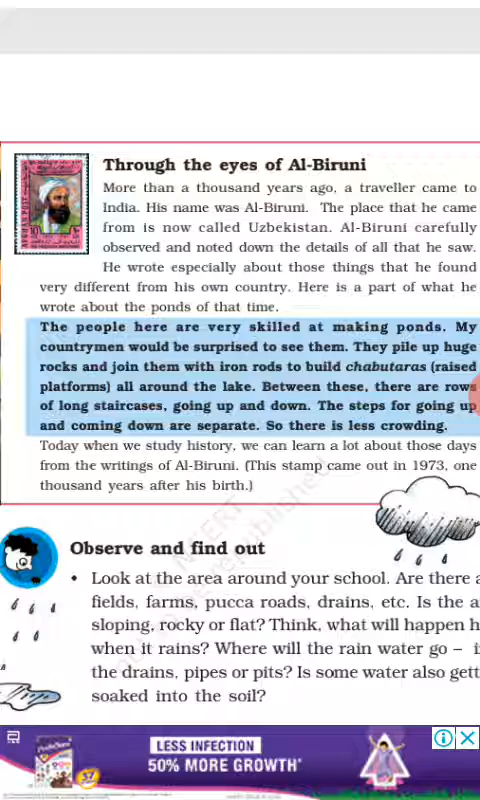 Through the eyes of Al-Biruni
More than a thousand years ago, a traveller came to
India. His name was Al-Biruni. The place that he came
from is now called Uzbekistan. Al-Biruni carefully
observed and noted down the details of all that he saw.
He wrote especially about those things that he found
very different from his own country. Here is a part of what he
wrote about the ponds of that time.
The people here are very skilled at making ponds. My
countrymen would be surprised to see them. They pile up huge
rocks and join them with iron rods to build chabutaras (raised
platforms) all around the lake. Between these, there are rows
of long staircases, going up and down. The steps for going up
and coming down are separate. So there is less crowding.
Today when we study history, we can learn a lot about those days
from the writings of Al-Biruni. (This stamp came out in 1973, one
thousand years after his birth.)
Observe and find out
• Look at the area around your school. Are there a
fields, farms, pucca roads, drains, etc. Is the a
sloping, rocky or flat? Think, what will happen h
when it rains? Where will the rain water go – i
the drains, pipes or pits? Is some water also gett
soaked into the soil?
LESS INFECTION
50% MORE GROWTH*